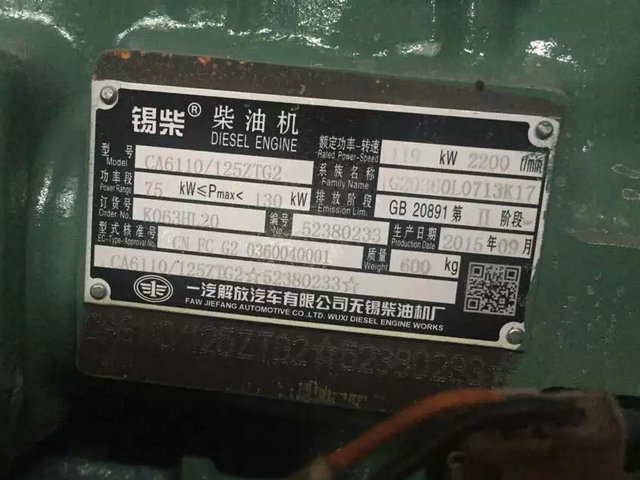 锡柴® 柴油机
DIESEL ENGINE
额定功率-转速 119 kW 2200 r/min
Rated Power-Speed
型号 CA6110/125ZTG2
Model
系族名称 G203U0L0713K17
Family Name
功率段 75 kW≤Pmax< 130 kW
Power Range
排放阶段 GB 20891 第 II 阶段
Emission Lim.
订货号 K063HL20 编号 52380233
Order No. No.
生产日期 2015年09月
Production Date
型式核准号 CN FC G2 0360040001
EC-Type-Approval No.
质量 600 kg
Weight
CA6110/125ZTG2☆52380233☆
一汽解放汽车有限公司无锡柴油机厂
FAW JIEFANG AUTOMOTIVE CO.LTD. WUXI DIESEL ENGINE WORKS
CA6110/125ZTG2☆52380233☆